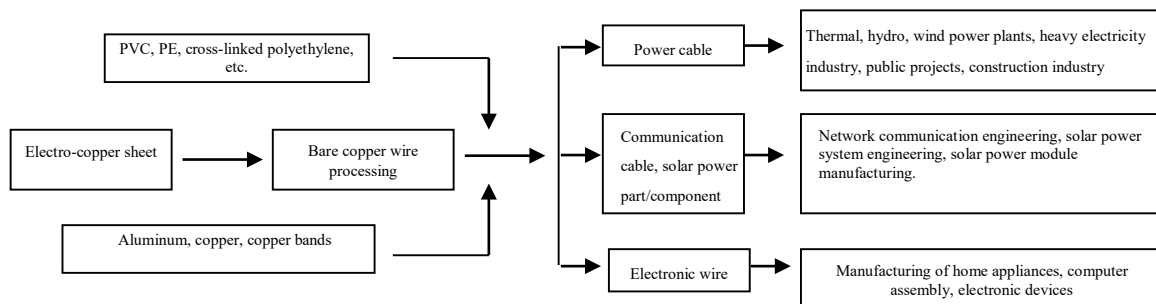 PVC, PE, cross-linked polyethylene,
etc.
Electro-copper sheet
Bare copper wire
processing
Aluminum, copper, copper bands
Power cable
Thermal, hydro, wind power plants, heavy electricity
industry, public projects, construction industry
Communication
cable, solar power
part/component
Network communication engineering, solar power
system engineering, solar power module
manufacturing.
Electronic wire
Manufacturing of home appliances, computer
assembly, electronic devices